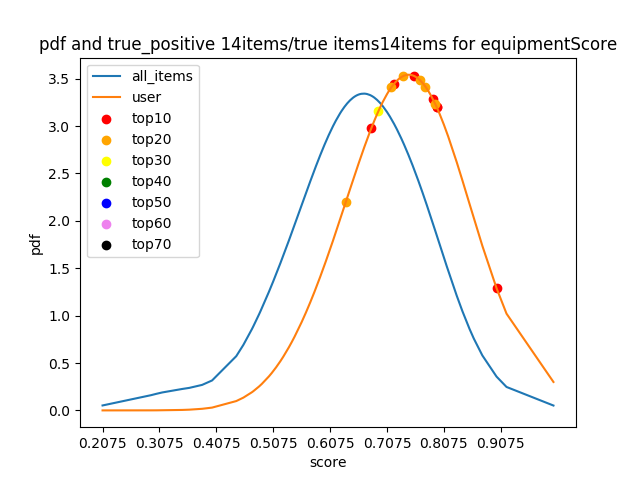 pdf and true_positive 14items/true items14items for equipmentScore
all_items
user
top10
top20
top30
top40
top50
top60
top70
pdf
3.5
3.0
2.5
2.0
1.5
1.0
0.5
0.0
0.2075 0.3075 0.4075 0.5075 0.6075 0.7075 0.8075 0.9075
score